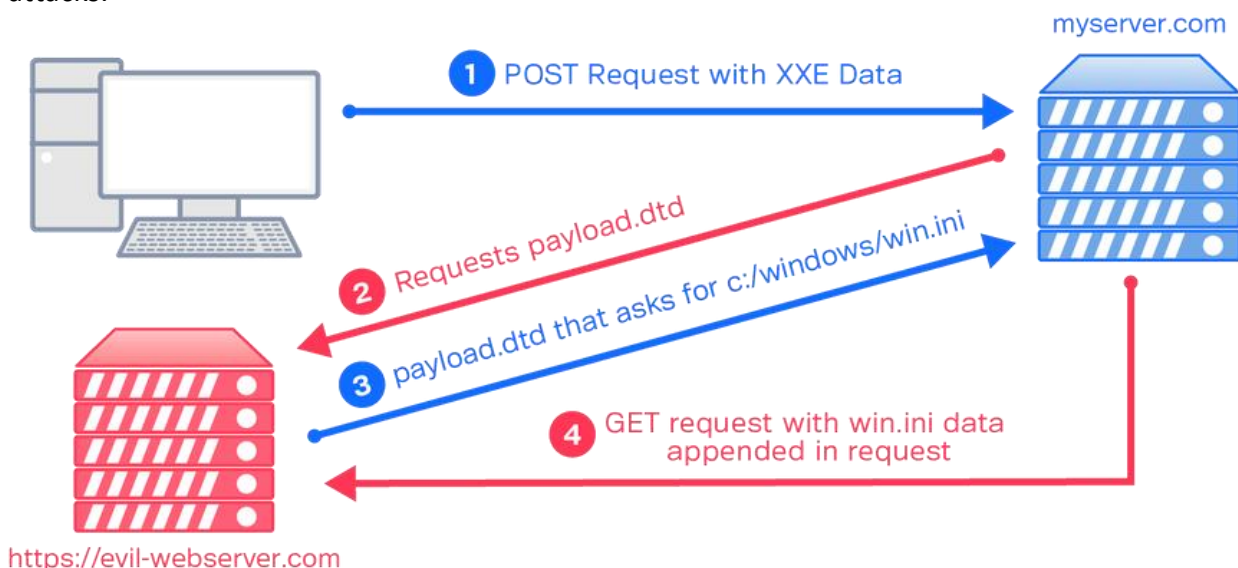 attacks.
myserver.com
1 POST Request with XXE Data
2 Requests payload.dtd
3 payload.dtd that asks for c:/windows/win.ini
4 GET request with win.ini data
appended in request
https://evil-webserver.com